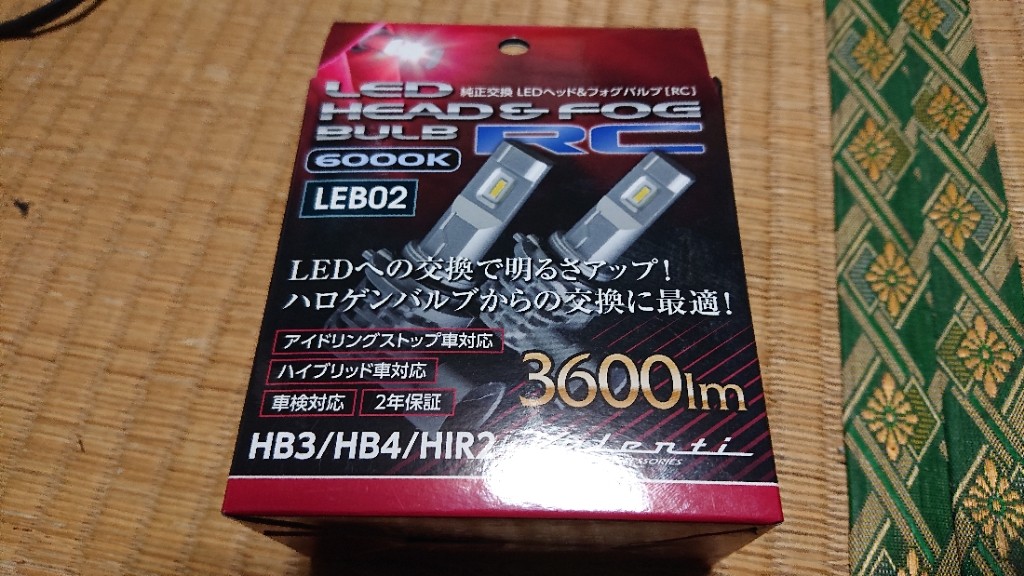 LED
純正交換 LEDヘッド&フォグバルブ[RC]
HEAD & FOG
BULB RC
6000K
LEB02
LEDへの交換で明るさアップ!
ハロゲンバルブからの交換に最適!
アイドリングストップ車対応
ハイブリッド車対応
車検対応 2年保証
3600lm
HB3/HB4/HIR2